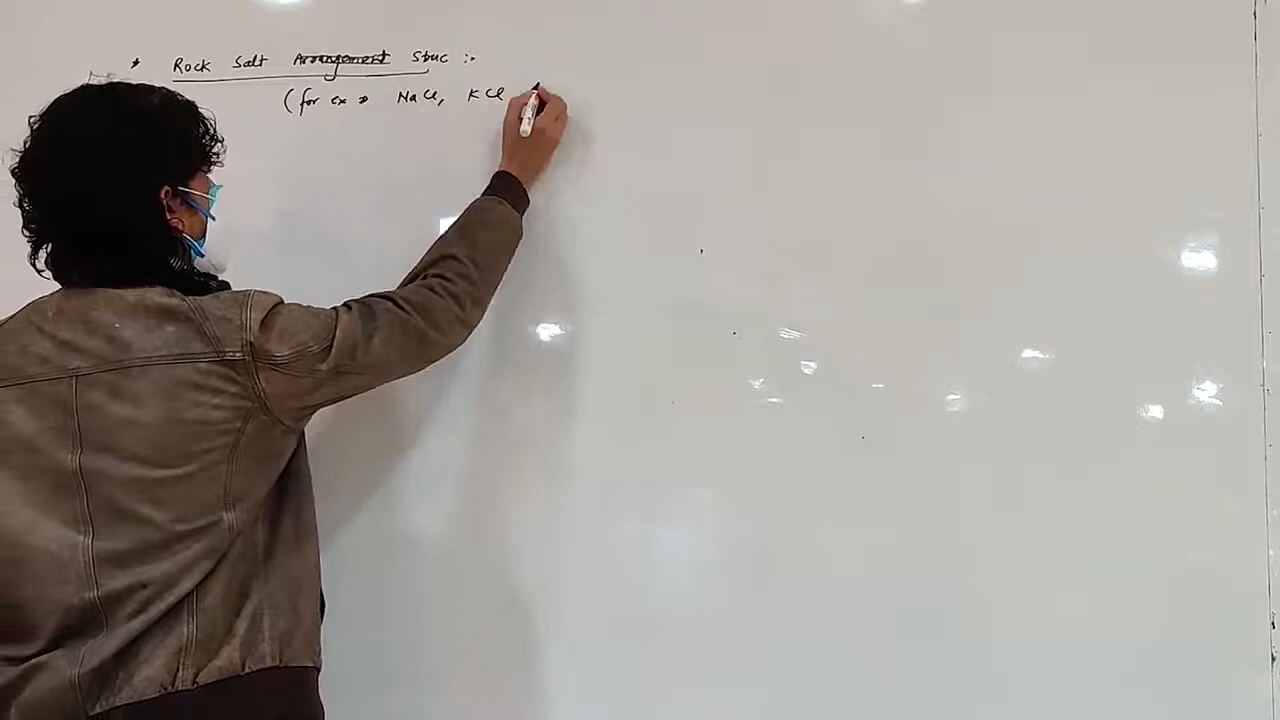 * Rock Salt Arrangement Struc :-
(for ex → NaCl, KCl